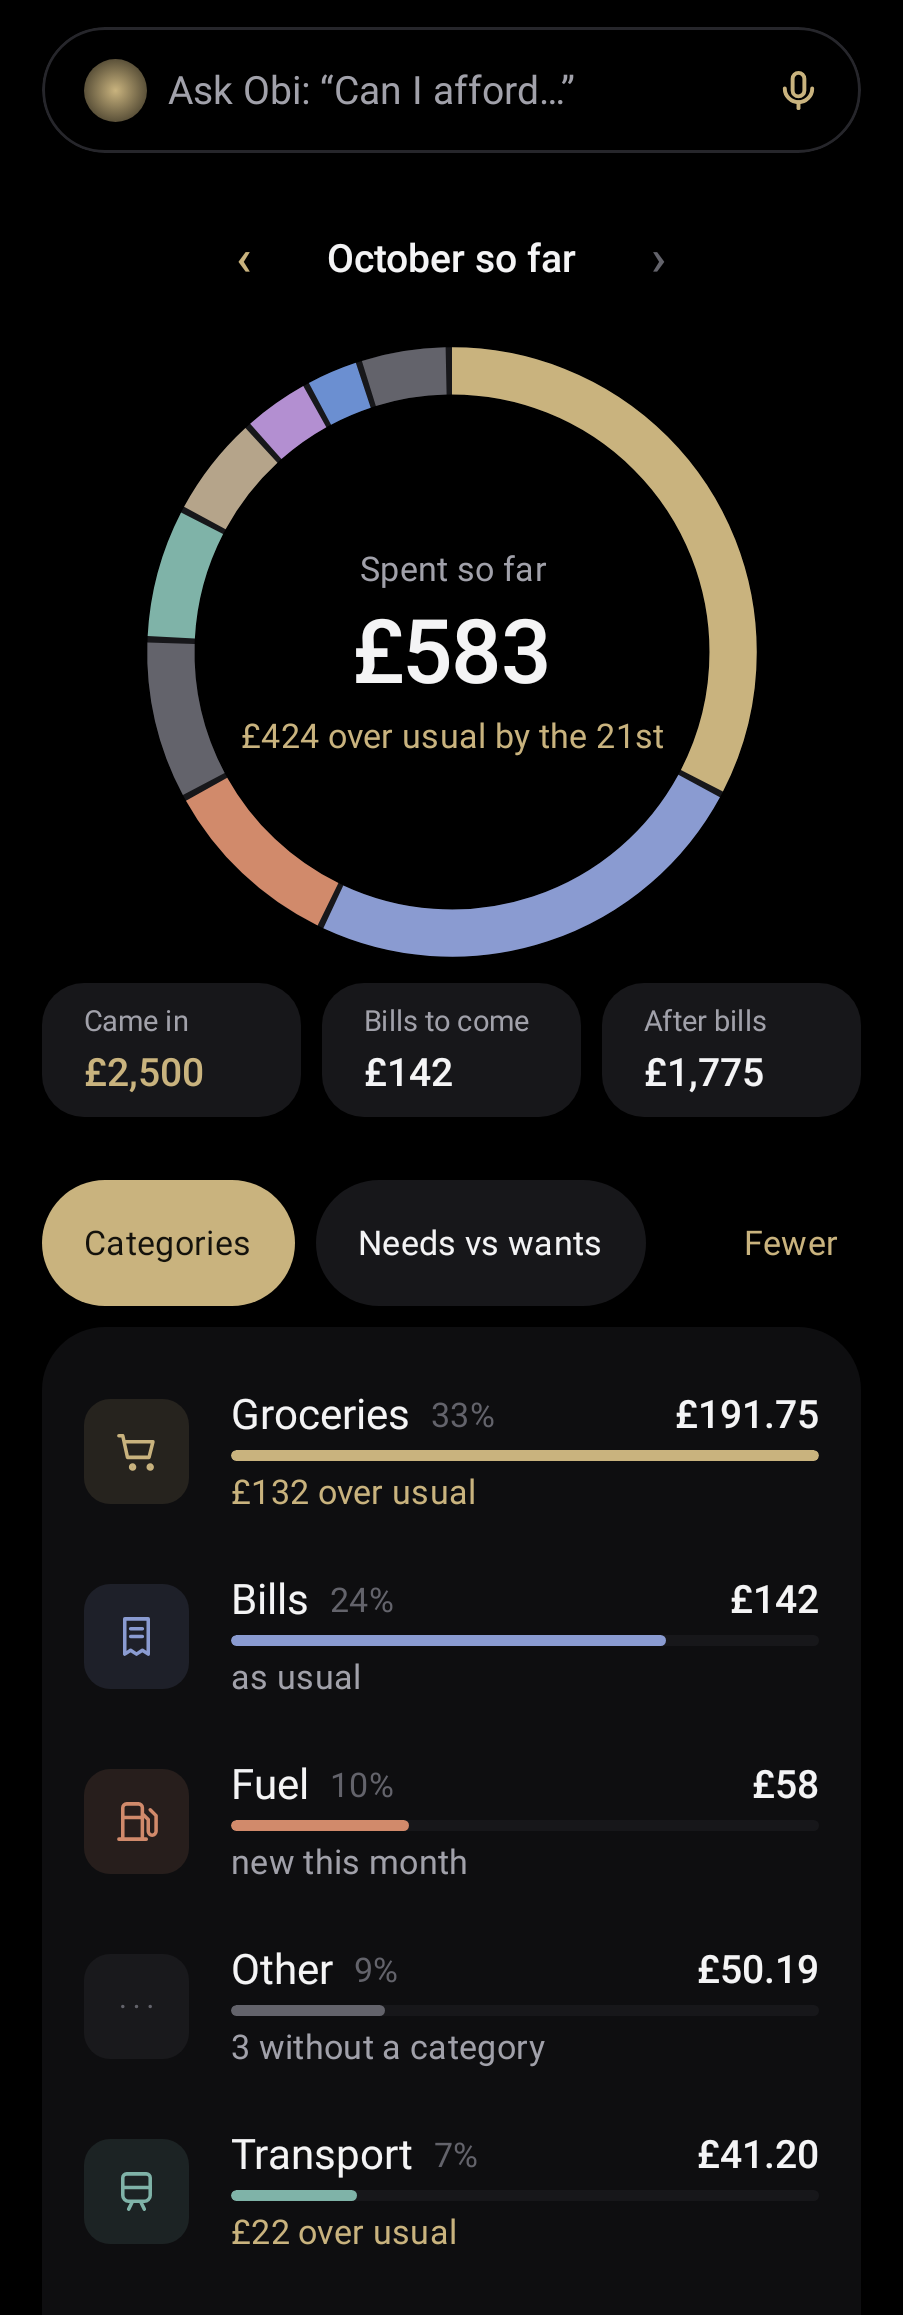 Ask Obi: “Can I afford…”
‹ October so far ›
Spent so far
£583
£424 over usual by the 21st
Came in
£2,500
Bills to come
£142
After bills
£1,775
Categories
Needs vs wants
Fewer
Groceries 33% £191.75
£132 over usual
Bills 24% £142
as usual
Fuel 10% £58
new this month
Other 9% £50.19
3 without a category
Transport 7% £41.20
£22 over usual